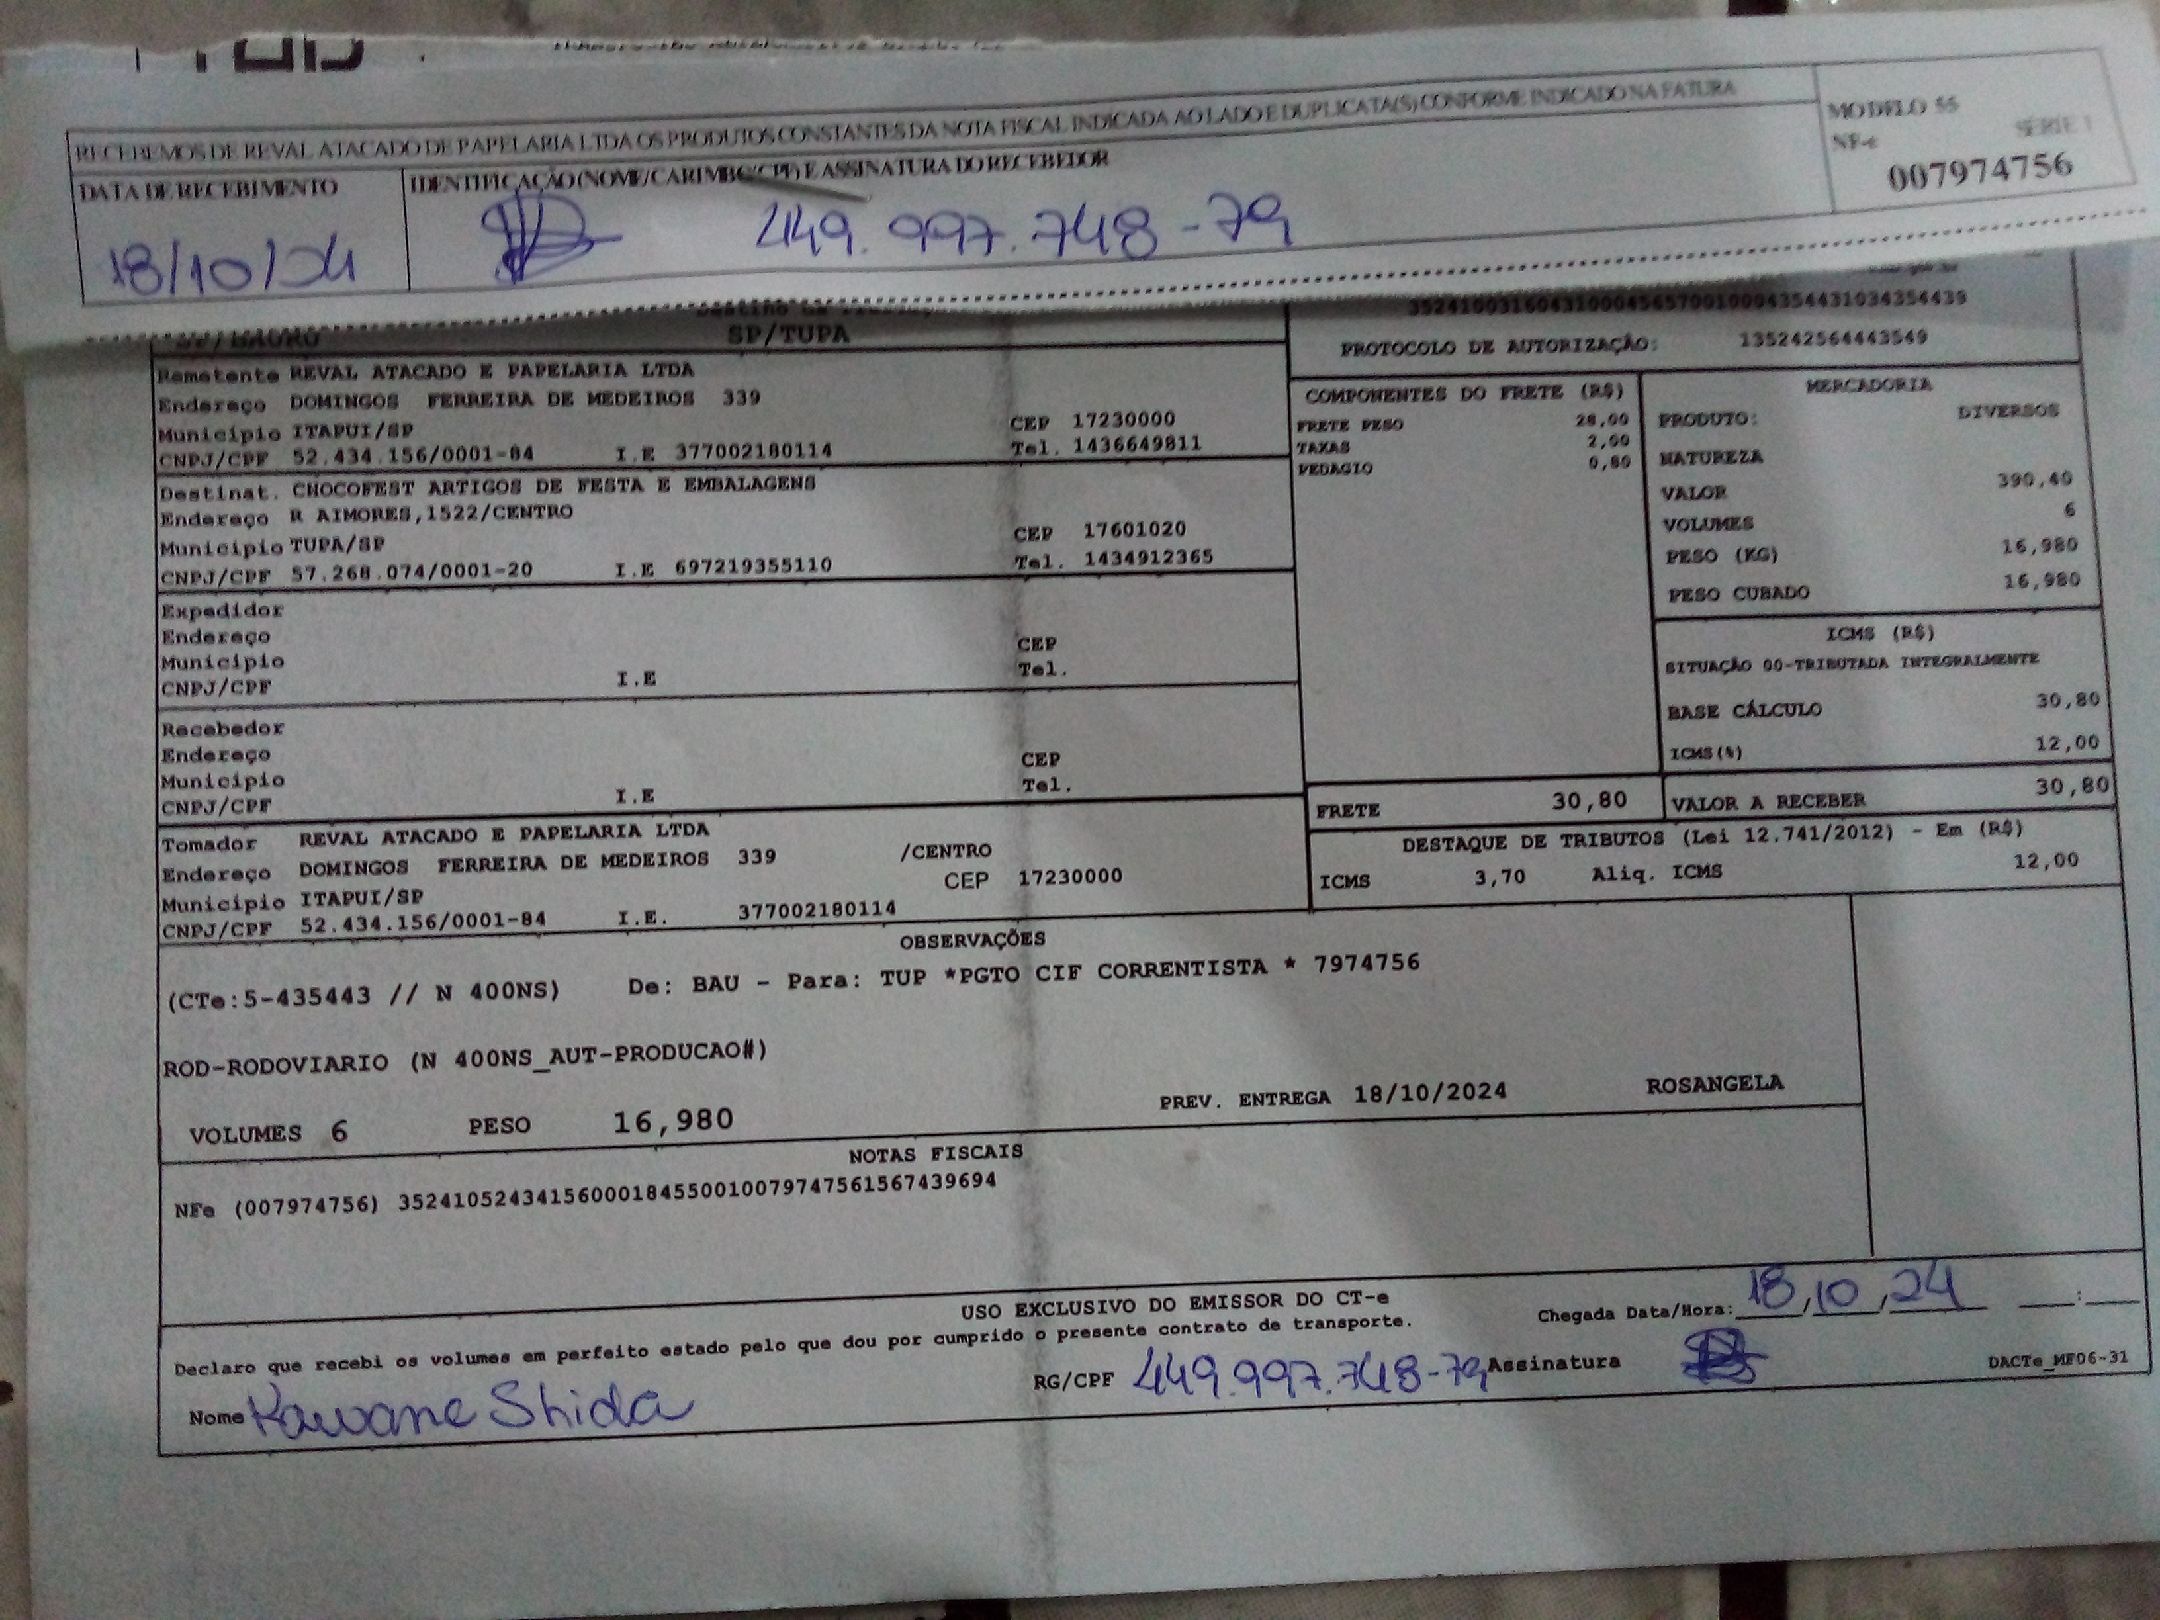 RECEBEMOS DE REVAL ATACADO DE PAPELARIA LTDA OS PRODUTOS CONSTANTES DA NOTA FISCAL INDICADA AO LADO E DUPLICATA(S) CONFORME INDICADO NA FATURA
MODELO 55
NF-e SERIE 1
007974756
DATA DE RECEBIMENTO IDENTIFICAÇÃO (NOME/CARIMBO/CPF) E ASSINATURA DO RECEBEDOR
18/10/24 449.997.748-79
SP/TUPA
35241003160431000456570010004354431034354439
PROTOCOLO DE AUTORIZAÇÃO: 135242564443549
Remetente REVAL ATACADO E PAPELARIA LTDA
Endereço DOMINGOS FERREIRA DE MEDEIROS 339
Municipio ITAPUI/SP CEP 17230000
CNPJ/CPF 52.434.156/0001-84 I.E 377002180114 Tel. 1436649811
Destinat. CHOCOFEST ARTIGOS DE FESTA E EMBALAGENS
Endereço R AIMORES,1522/CENTRO
Municipio TUPA/SP CEP 17601020
CNPJ/CPF 57.268.074/0001-20 I.E 697219355110 Tel. 1434912365
Expedidor
Endereço
Municipio CEP
CNPJ/CPF I.E Tel.
Recebedor
Endereço
Municipio CEP
CNPJ/CPF I.E Tel.
Tomador REVAL ATACADO E PAPELARIA LTDA
Endereço DOMINGOS FERREIRA DE MEDEIROS 339 /CENTRO
Municipio ITAPUI/SP CEP 17230000
CNPJ/CPF 52.434.156/0001-84 I.E. 377002180114
COMPONENTES DO FRETE (R$)
FRETE PESO 28,00
TAXAS 2,00
PEDAGIO 0,80
MERCADORIA
PRODUTO: DIVERSOS
NATUREZA
VALOR 390,40
VOLUMES 6
PESO (KG) 16,980
PESO CUBADO 16,980
ICMS (R$)
SITUAÇÃO 00-TRIBUTADA INTEGRALMENTE
BASE CÁLCULO 30,80
ICMS(%) 12,00
FRETE 30,80 VALOR A RECEBER 30,80
DESTAQUE DE TRIBUTOS (Lei 12.741/2012) - Em (R$)
ICMS 3,70 Aliq. ICMS 12,00
OBSERVAÇÕES
(CTe:5-435443 // N 400NS) De: BAU - Para: TUP *PGTO CIF CORRENTISTA * 7974756
ROD-RODOVIARIO (N 400NS_AUT-PRODUCAO#)
VOLUMES 6 PESO 16,980 PREV. ENTREGA 18/10/2024 ROSANGELA
NOTAS FISCAIS
NFe (007974756) 35241052434156000184550010079747561567439694
USO EXCLUSIVO DO EMISSOR DO CT-e
Declaro que recebi os volumes em perfeito estado pelo que dou por cumprido o presente contrato de transporte. Chegada Data/Hora: 18,10,24 :
Nome Kawane Shida RG/CPF 449.997.748-79 Assinatura DACTe_MF06-31